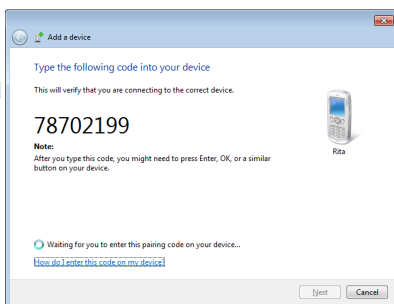 Add a device
Type the following code into your device
This will verify that you are connecting to the correct device.
78702199
Note:
After you type this code, you might need to press Enter, OK, or a similar
button on your device.
Rita
Waiting for you to enter this pairing code on your device...
How do I enter this code on my device?
Next
Cancel